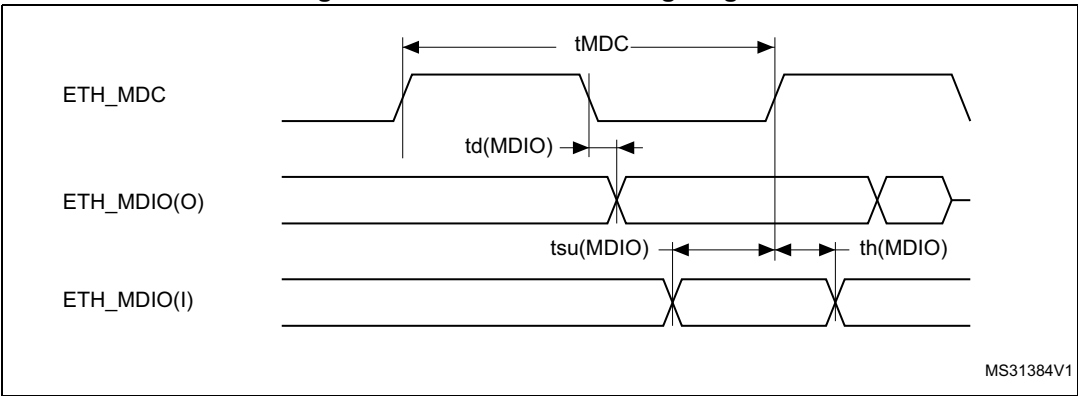 tMDC
ETH_MDC
td(MDIO)
ETH_MDIO(O)
tsu(MDIO) th(MDIO)
ETH_MDIO(I)
MS31384V1